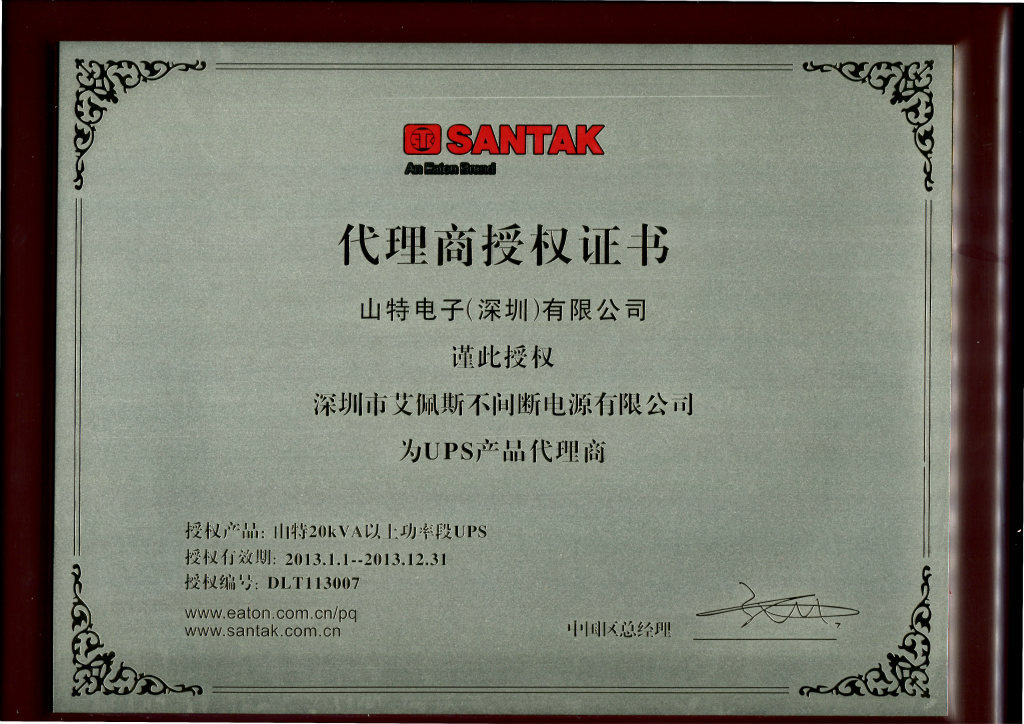 SANTAK
An Eaton Brand
代理商授权证书
山特电子(深圳)有限公司
谨此授权
深圳市艾佩斯不间断电源有限公司
为UPS产品代理商
授权产品: 山特20kVA以上功率段UPS
授权有效期: 2013.1.1--2013.12.31
授权编号: DLT113007
www.eaton.com.cn/pq
www.santak.com.cn
中国区总经理